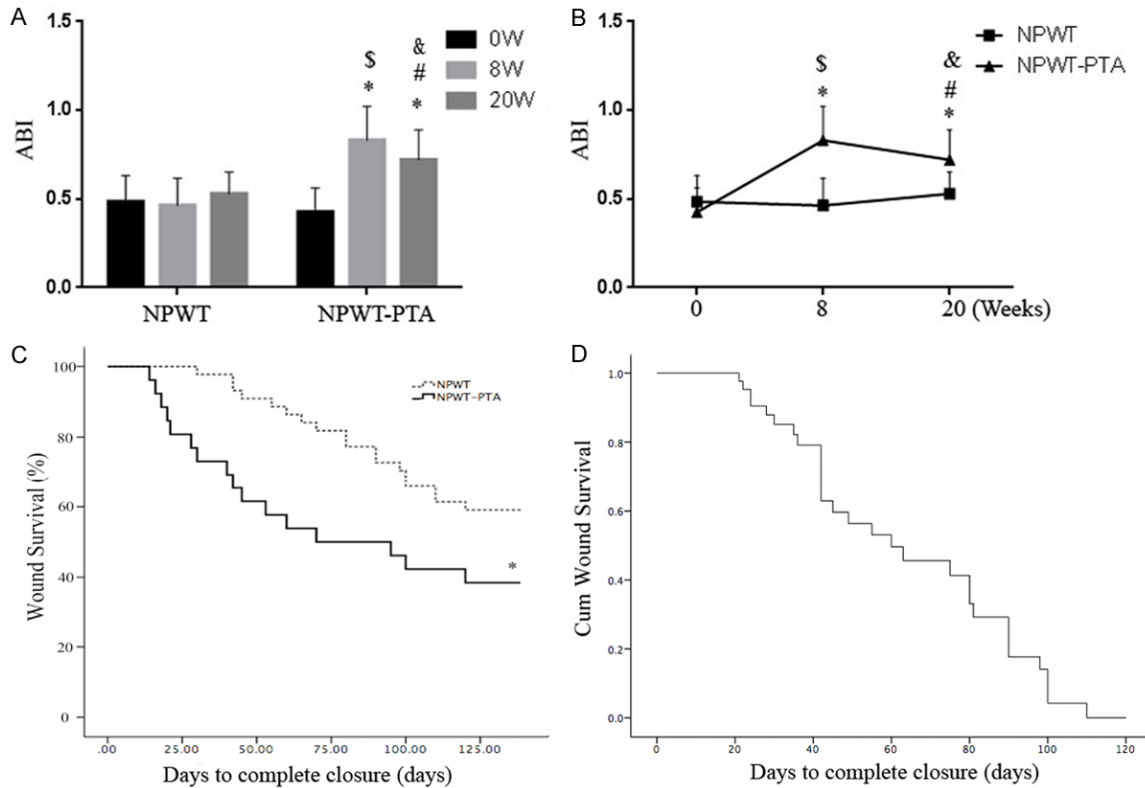 A
1.5
1.0
0.5
0.0
ABI
0W
8W
20W
$
*
&
#
*
NPWT
NPWT-PTA
B
1.5
1.0
0.5
0.0
ABI
NPWT
NPWT-PTA
$
*
&
#
*
0
8
20 (Weeks)
C
100
80
60
40
20
0
Wound Survival (%)
NPWT
NPWT-PTA
*
.00
25.00
50.00
75.00
100.00
125.00
Days to complete closure (days)
D
1.0
0.8
0.6
0.4
0.2
0.0
Cum Wound Survival
0
20
40
60
80
100
120
Days to complete closure (days)